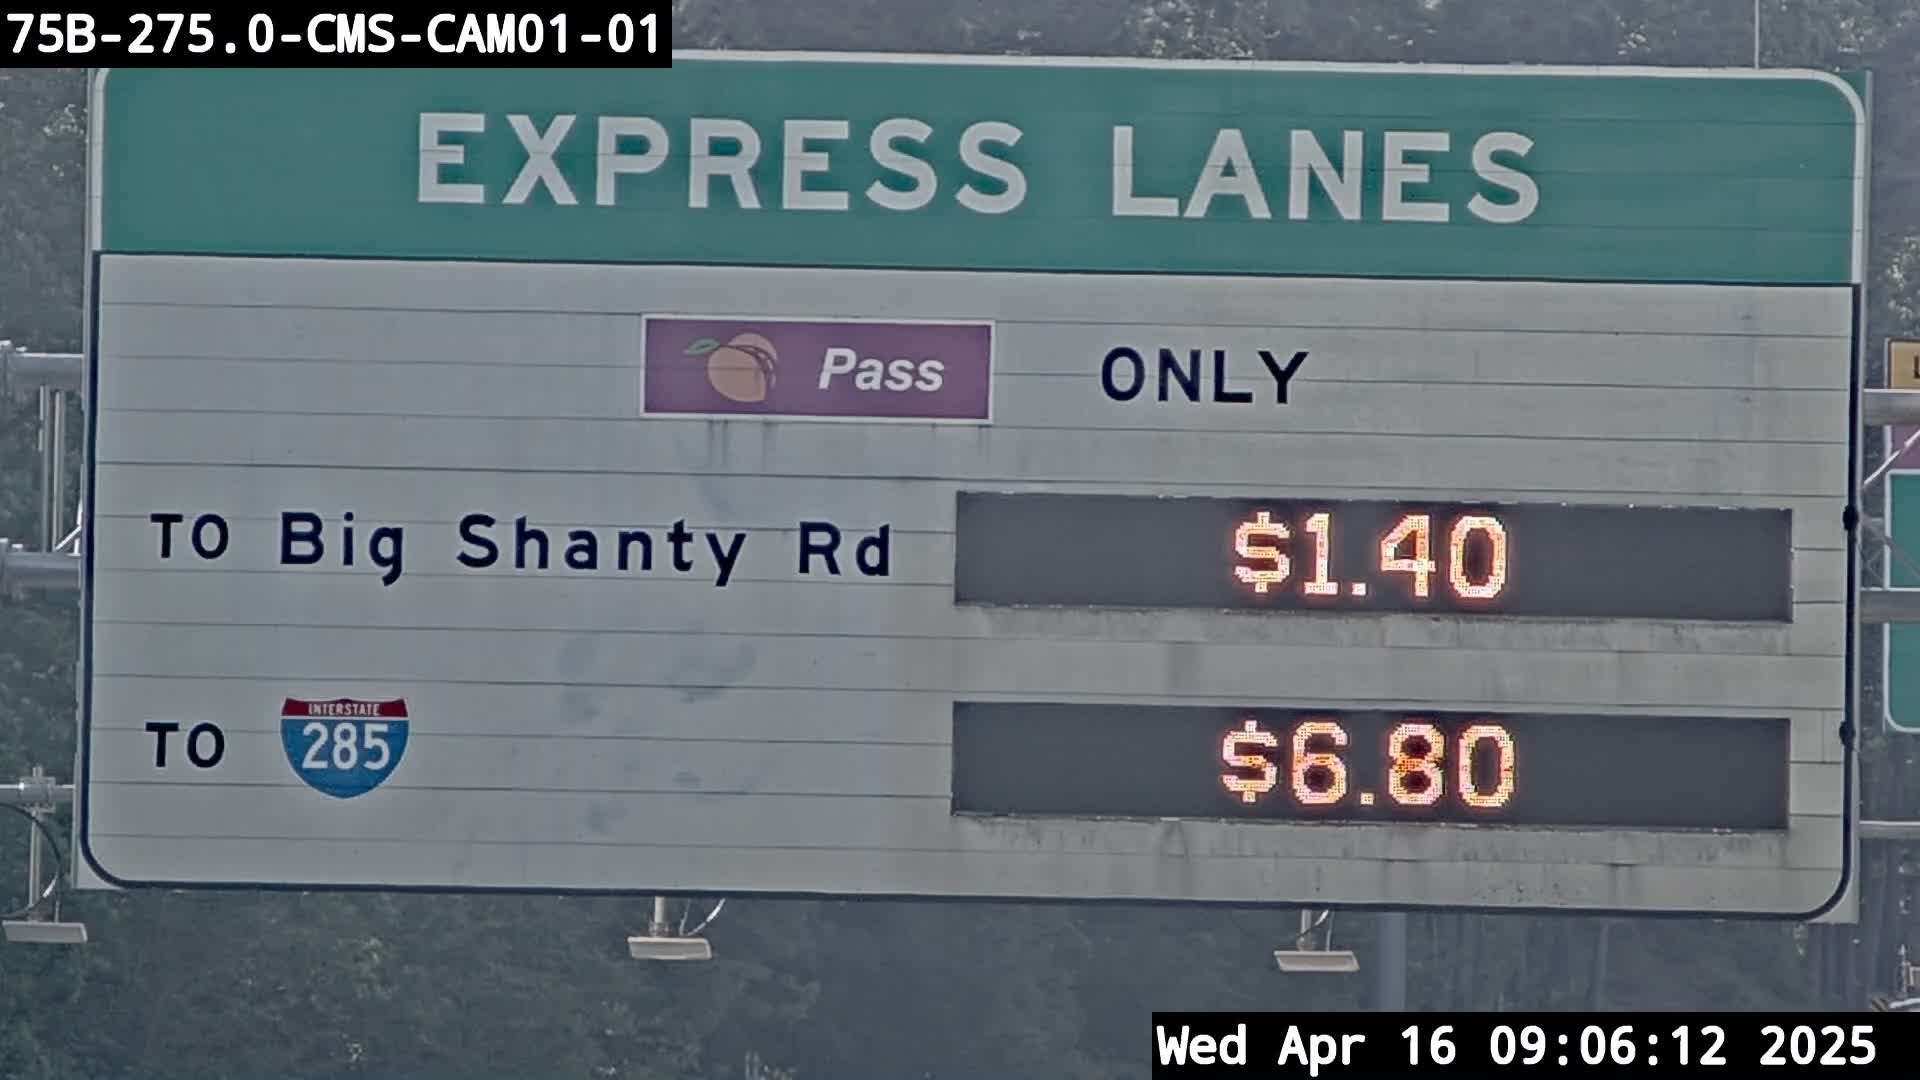 75B-275.0-CMS-CAM01-01
EXPRESS LANES
Pass ONLY
TO Big Shanty Rd $1.40
TO INTERSTATE 285 $6.80
Wed Apr 16 09:06:12 2025